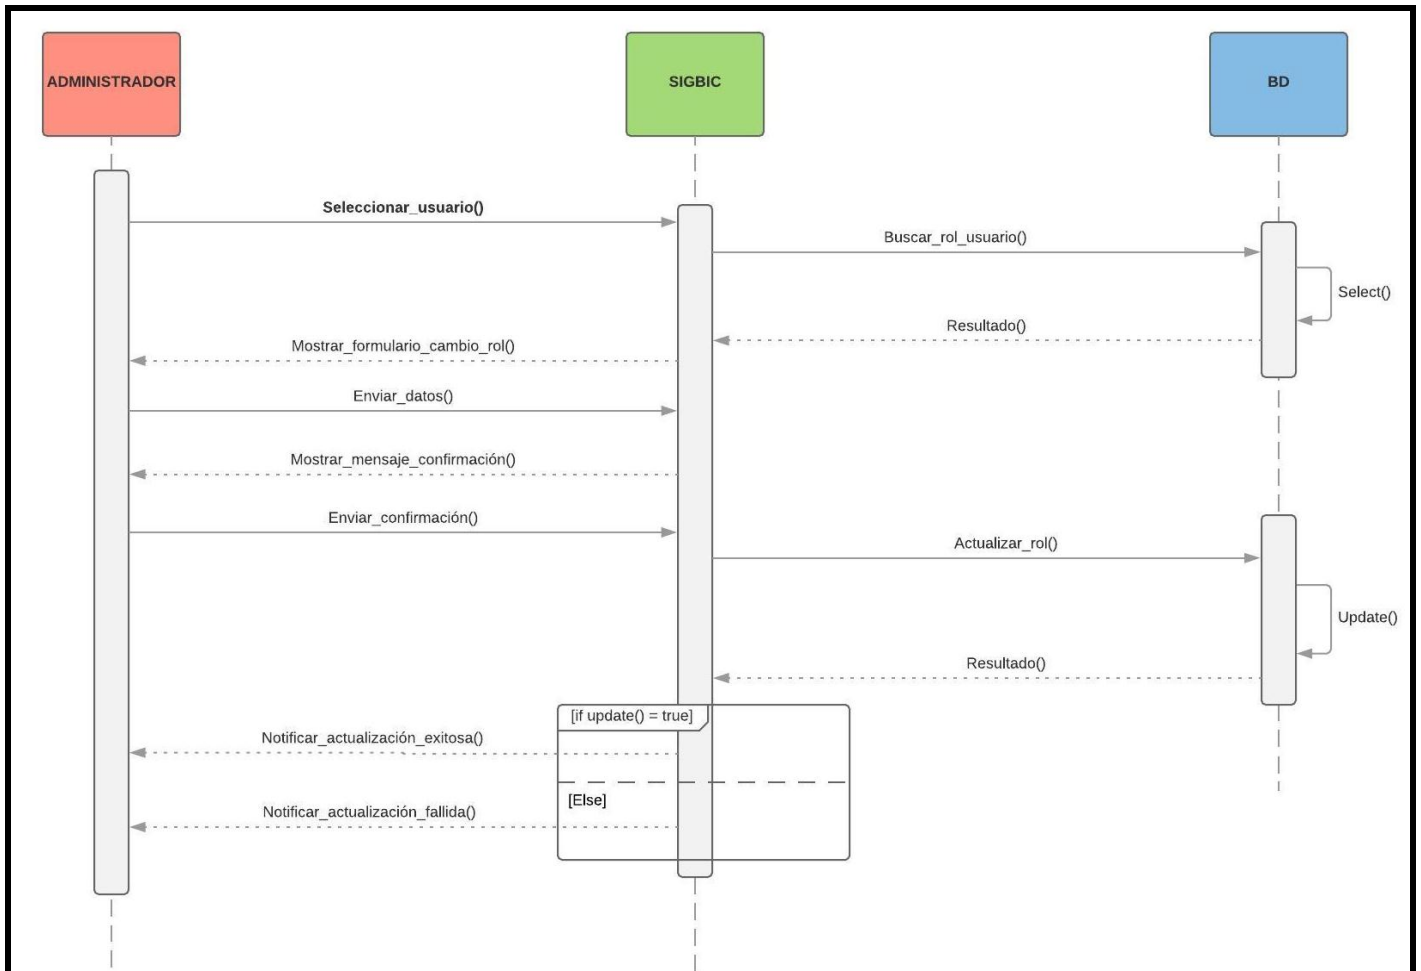 ADMINISTRADOR
SIGBIC
BD
Seleccionar_usuario()
Buscar_rol_usuario()
Select()
Resultado()
Mostrar_formulario_cambio_rol()
Enviar_datos()
Mostrar_mensaje_confirmación()
Enviar_confirmación()
Actualizar_rol()
Update()
Resultado()
[if update() = true]
Notificar_actualización_exitosa()
[Else]
Notificar_actualización_fallida()